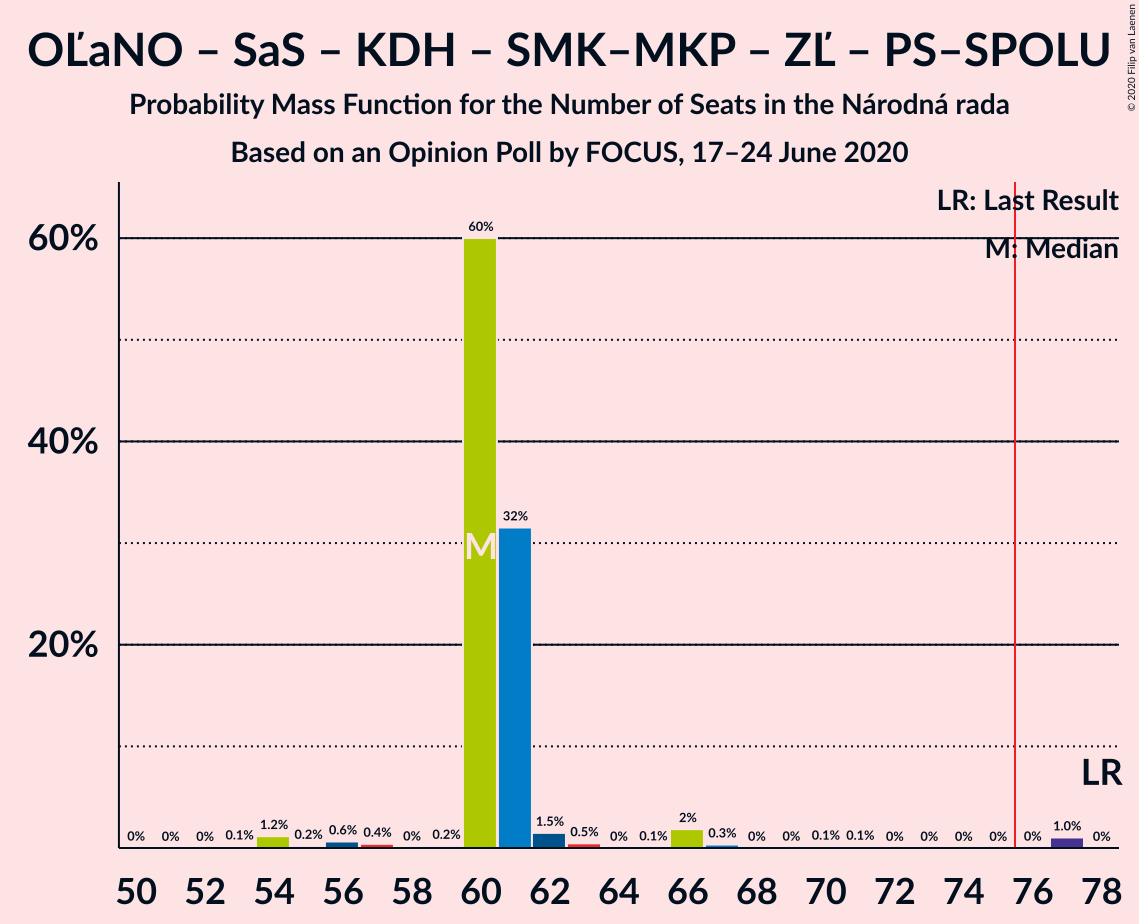 OĽaNO – SaS – KDH – SMK–MKP – ZĽ – PS–SPOLU
Probability Mass Function for the Number of Seats in the Národná rada
Based on an Opinion Poll by FOCUS, 17–24 June 2020
© 2020 Filip van Laenen
LR: Last Result
M: Median
60%
40%
20%
0% 0% 0% 0.1% 1.2% 0.2% 0.6% 0.4% 0% 0.2% 60% 32% 1.5% 0.5% 0% 0.1% 2% 0.3% 0% 0% 0.1% 0.1% 0% 0% 0% 0% 0% 1.0% 0%
M
LR
50 52 54 56 58 60 62 64 66 68 70 72 74 76 78